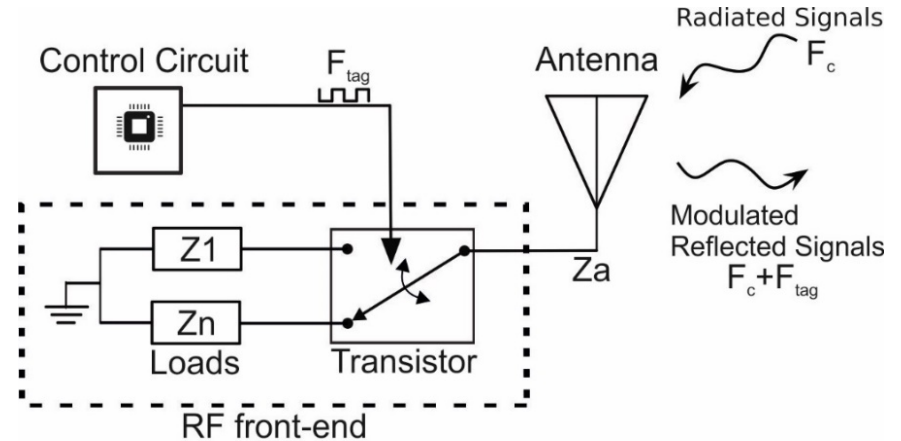 Radiated Signals
F_c
Control Circuit
F_tag
Antenna
Modulated
Reflected Signals
F_c+F_tag
Z1
Za
Zn
Loads
Transistor
RF front-end